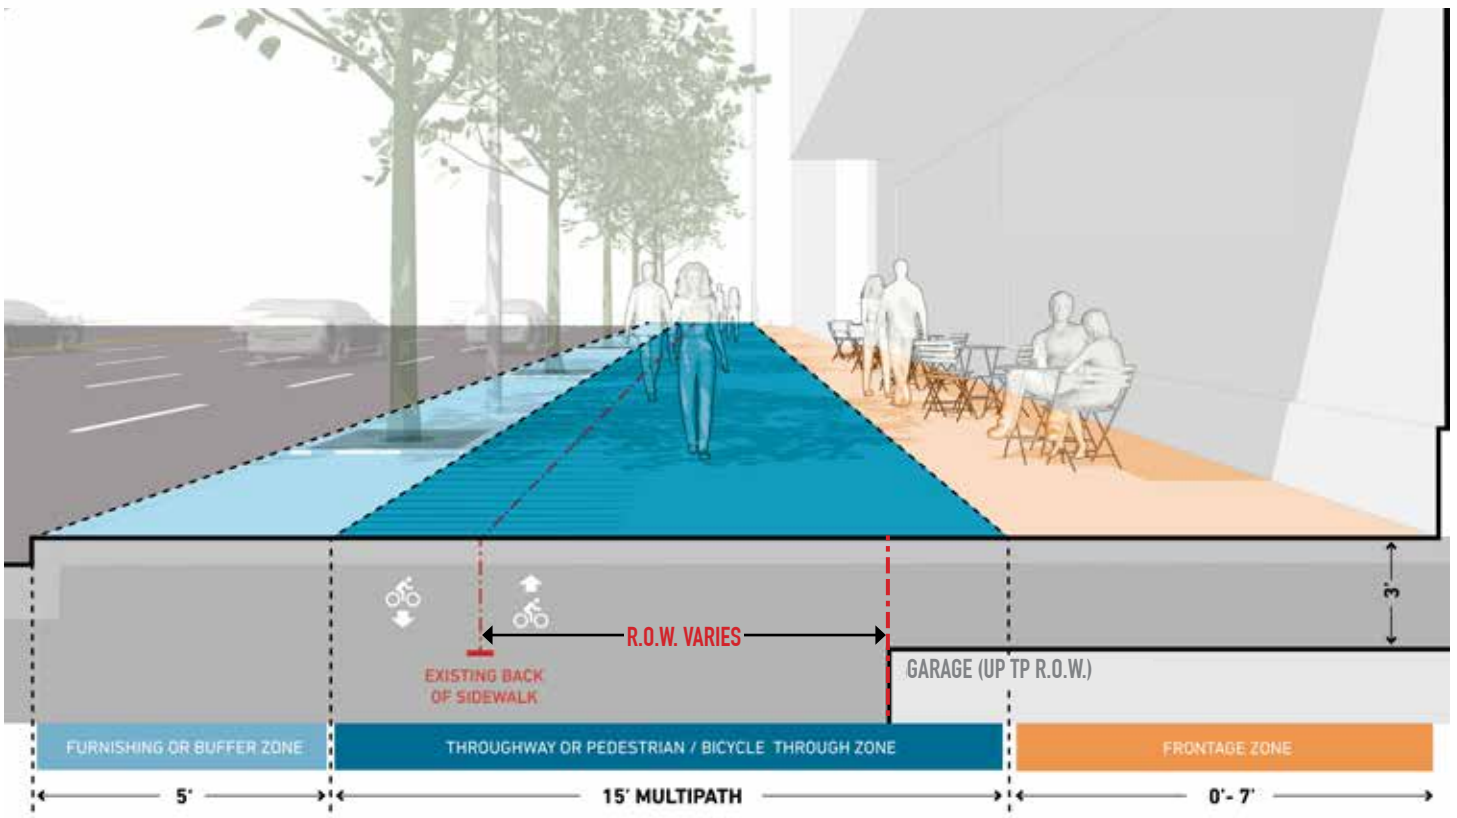 3'
R.O.W. VARIES
GARAGE (UP TP R.O.W.)
EXISTING BACK
OF SIDEWALK
FURNISHING OR BUFFER ZONE
THROUGHWAY OR PEDESTRIAN / BICYCLE THROUGH ZONE
FRONTAGE ZONE
5'
15' MULTIPATH
0'- 7'